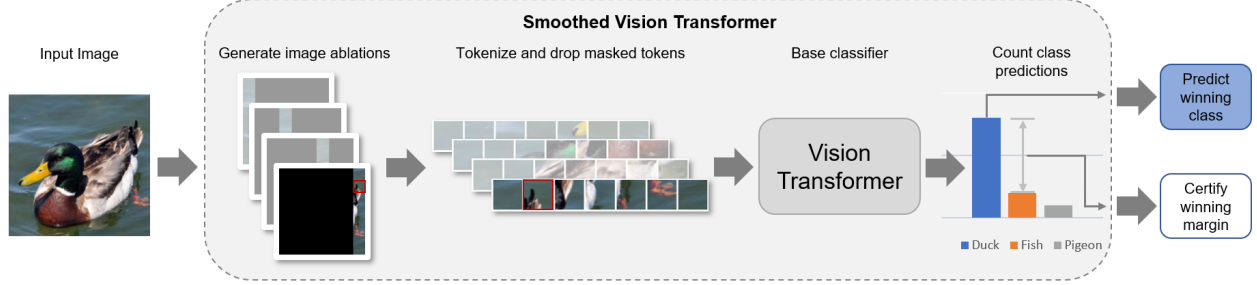 Smoothed Vision Transformer
Input Image
Generate image ablations
Tokenize and drop masked tokens
Base classifier
Count class
predictions
Vision
Transformer
Duck
Fish
Pigeon
Predict
winning
class
Certify
winning
margin